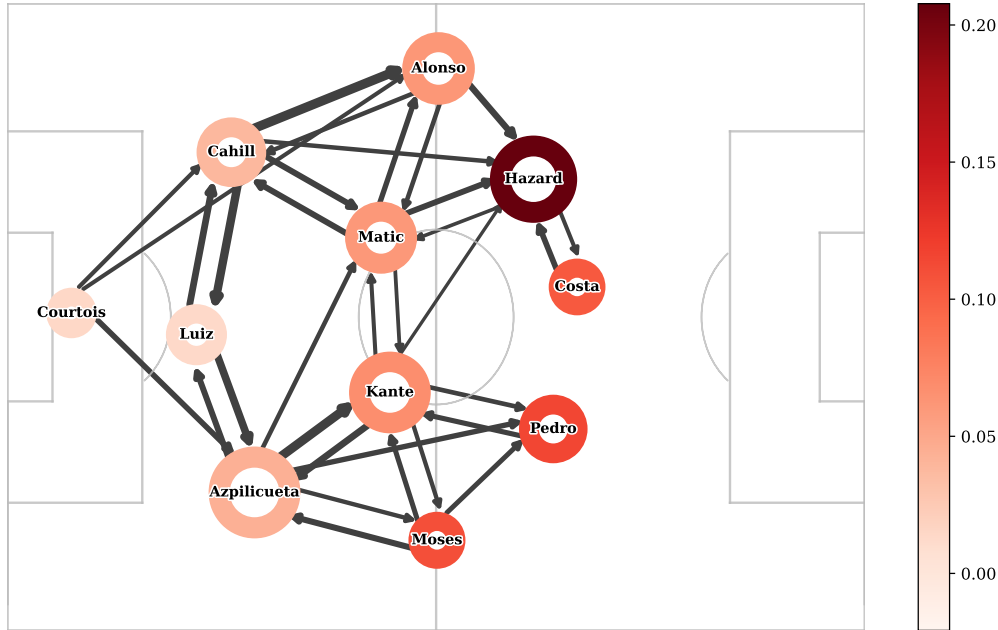 Alonso
Cahill
Hazard
Matic
Costa
Courtois
Luiz
Kante
Pedro
Azpilicueta
Moses
0.20
0.15
0.10
0.05
0.00